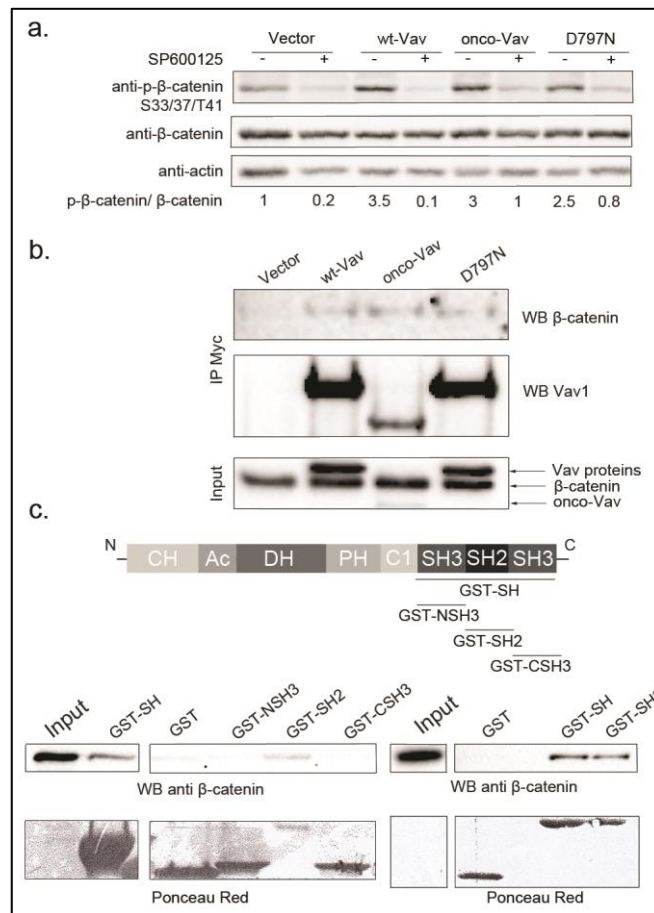 a.
Vector wt-Vav onco-Vav D797N
SP600125 - + - + - + - +
anti-p-β-catenin
S33/37/T41
anti-β-catenin
anti-actin
p-β-catenin/ β-catenin 1 0.2 3.5 0.1 3 1 2.5 0.8
b.
Vector wt-Vav onco-Vav D797N
IP Myc
WB β-catenin
WB Vav1
Input
Vav proteins
β-catenin
onco-Vav
c.
N CH Ac DH PH C1 SH3 SH2 SH3 C
GST-SH
GST-NSH3
GST-SH2
GST-CSH3
Input GST-SH GST GST-NSH3 GST-SH2 GST-CSH3
WB anti β-catenin
Ponceau Red
Input GST GST-SH
WB anti β-catenin
Ponceau Red